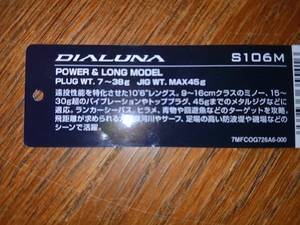 DIALUNA S106M
POWER & LONG MODEL
PLUG WT. 7~38g JIG WT. MAX45g
遠投性能を特化させた10'6"レングス。9~16cmクラスのミノー、15~
30g超のバイブレーションやトッププラグ、45gまでのメタルジグなどに対
応。ランカーシーバス、ヒラメ、青物や回遊魚などのターゲットを攻略。
飛距離が求められる大規模河川やサーフ、足場の高い防波堤や磯場などの
シーンで活躍。
7MFCOG726A6-000